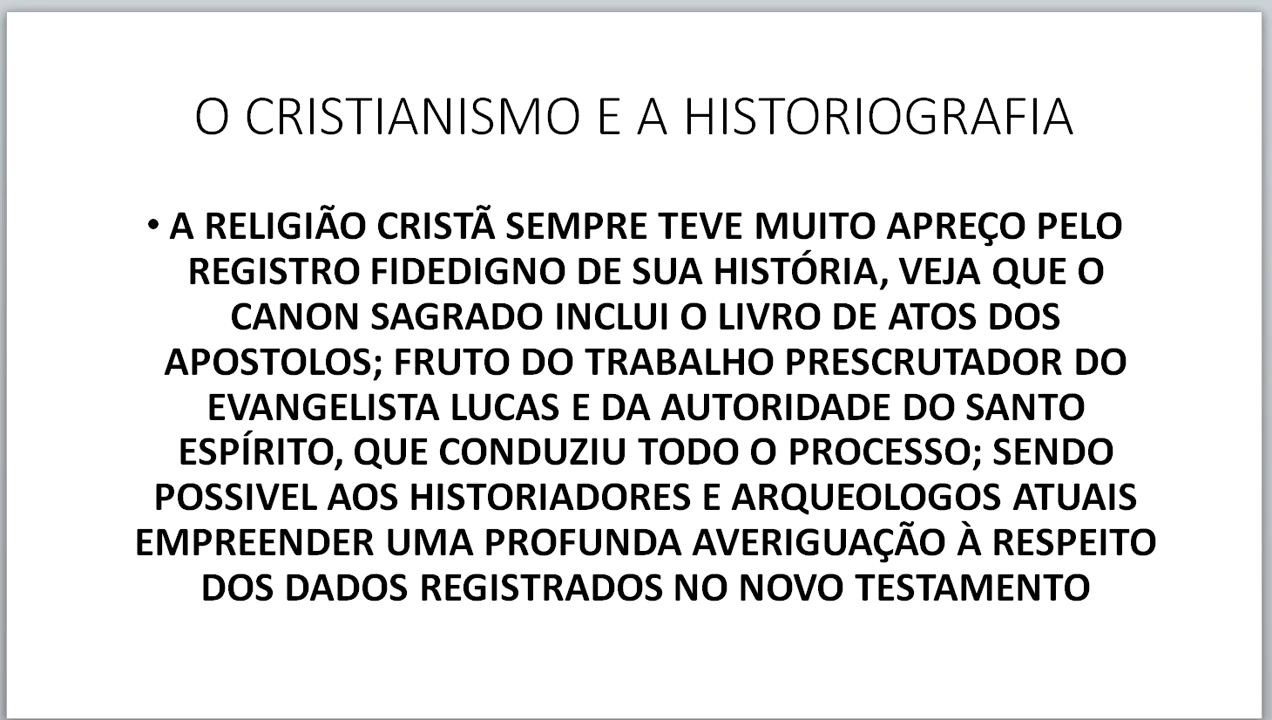 O CRISTIANISMO E A HISTORIOGRAFIA
• A RELIGIÃO CRISTÃ SEMPRE TEVE MUITO APREÇO PELO
REGISTRO FIDEDIGNO DE SUA HISTÓRIA, VEJA QUE O
CANON SAGRADO INCLUI O LIVRO DE ATOS DOS
APOSTOLOS; FRUTO DO TRABALHO PRESCRUTADOR DO
EVANGELISTA LUCAS E DA AUTORIDADE DO SANTO
ESPÍRITO, QUE CONDUZIU TODO O PROCESSO; SENDO
POSSIVEL AOS HISTORIADORES E ARQUEOLOGOS ATUAIS
EMPREENDER UMA PROFUNDA AVERIGUAÇÃO À RESPEITO
DOS DADOS REGISTRADOS NO NOVO TESTAMENTO